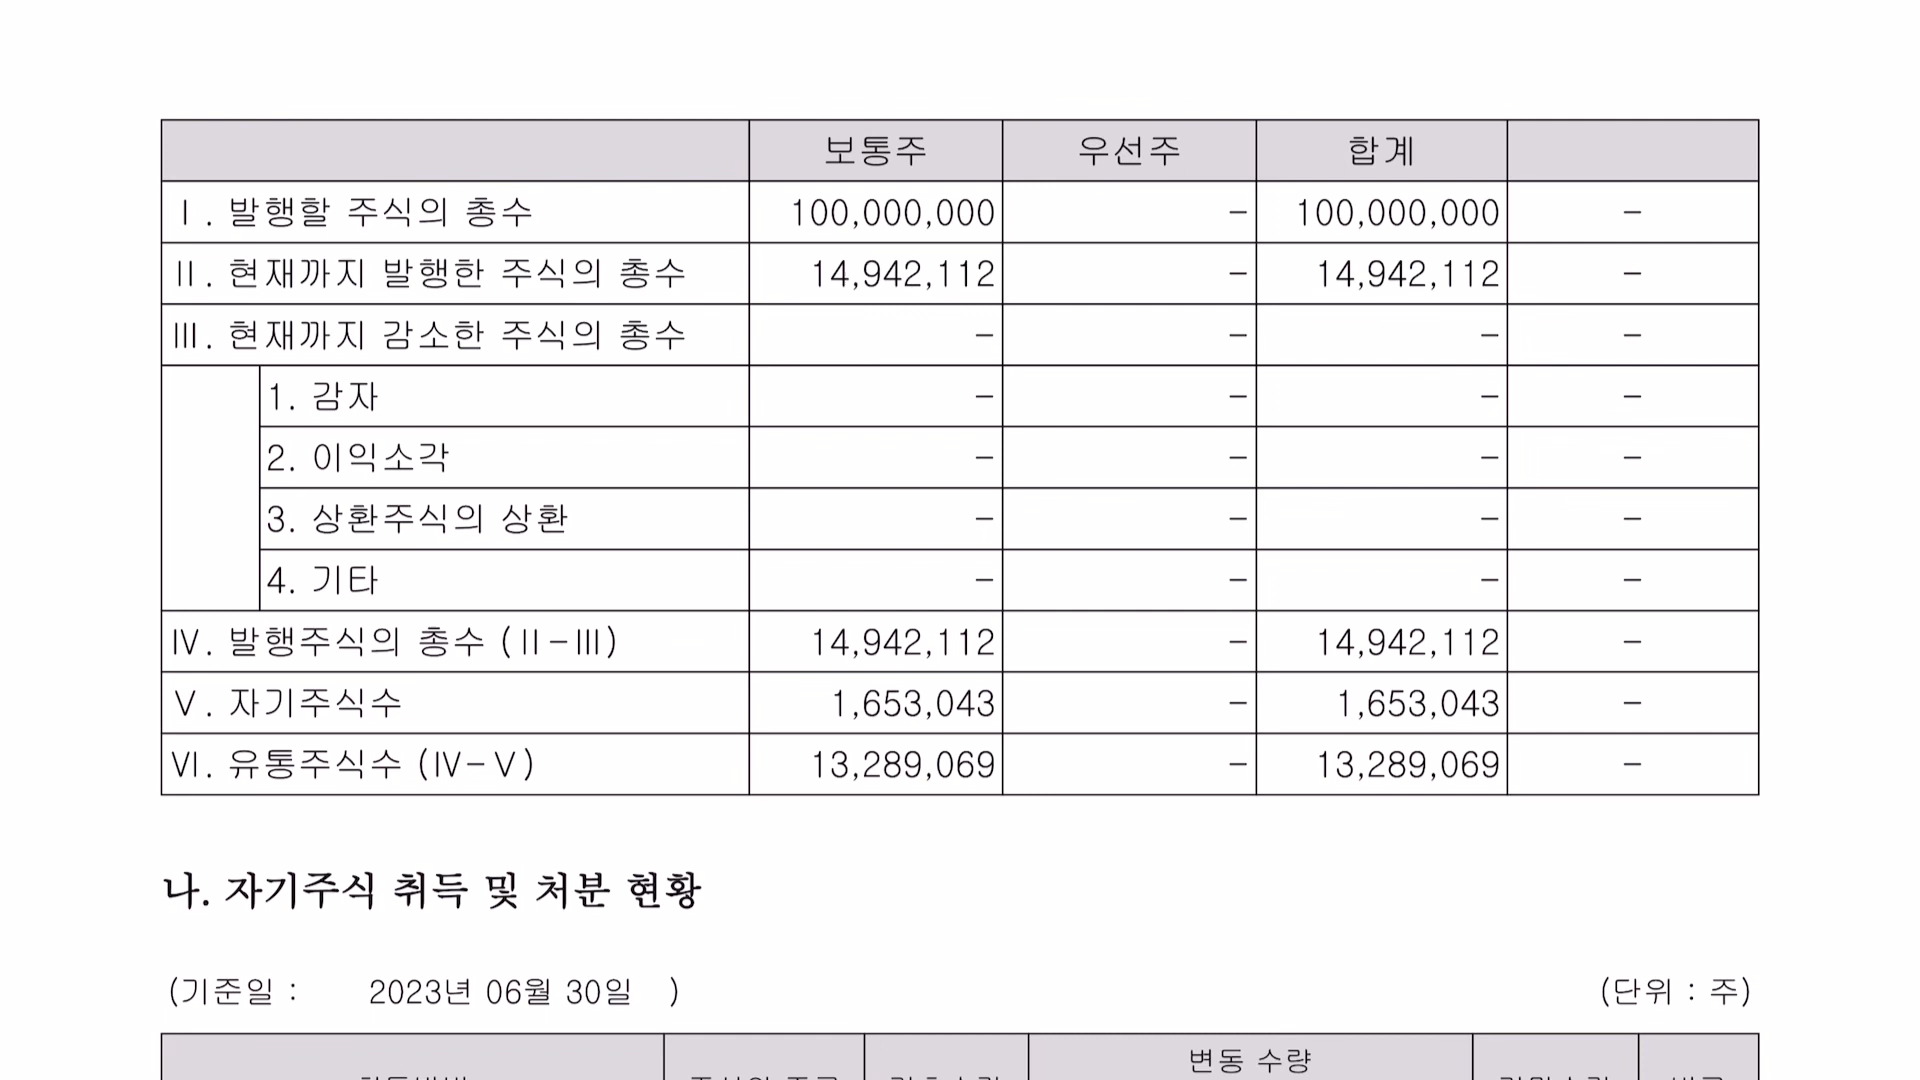 보통주 우선주 합계
Ⅰ. 발행할 주식의 총수 100,000,000 - 100,000,000 -
Ⅱ. 현재까지 발행한 주식의 총수 14,942,112 - 14,942,112 -
Ⅲ. 현재까지 감소한 주식의 총수 - - - -
1. 감자 - - - -
2. 이익소각 - - - -
3. 상환주식의 상환 - - - -
4. 기타 - - - -
Ⅳ. 발행주식의 총수 (Ⅱ-Ⅲ) 14,942,112 - 14,942,112 -
Ⅴ. 자기주식수 1,653,043 - 1,653,043 -
Ⅵ. 유통주식수 (Ⅳ-Ⅴ) 13,289,069 - 13,289,069 -
나. 자기주식 취득 및 처분 현황
(기준일 : 2023년 06월 30일 ) (단위 : 주)
변동 수량